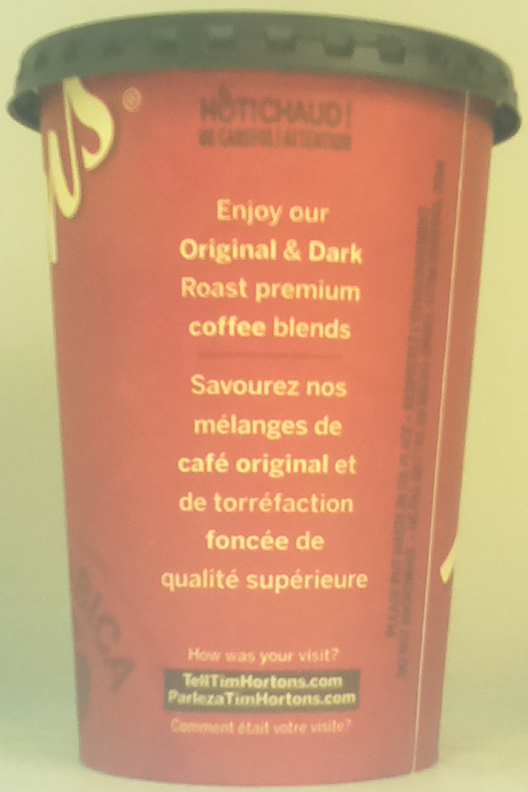 HOT/CHAUD!
BE CAREFUL! ATTENTION
Enjoy our
Original & Dark
Roast premium
coffee blends
Savourez nos
mélanges de
café original et
de torréfaction
foncée de
qualité supérieure
How was your visit?
TellTimHortons.com
ParlezaTimHortons.com
Comment était votre visite?